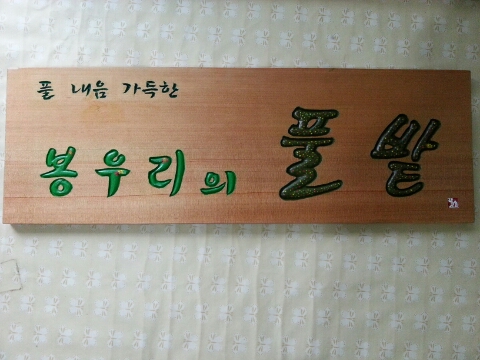 풀 내음 가득한
봉우리의 풀밭